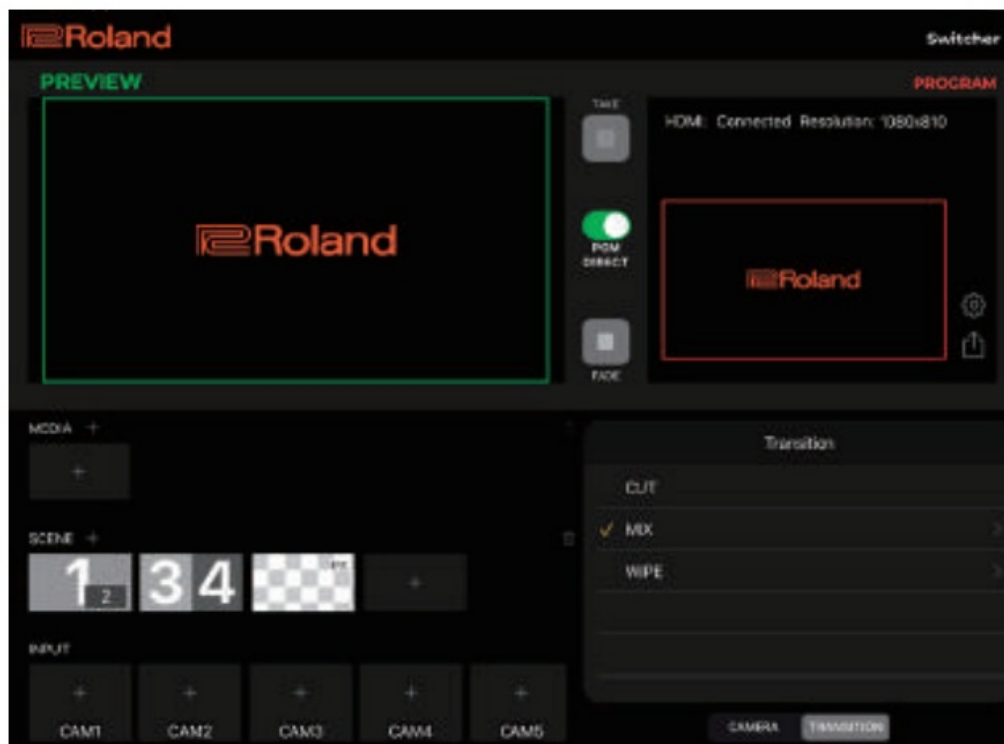 Roland
Switcher
PREVIEW
PROGRAM
TAKE
HDMI: Connected Resolution: 1080x810
Roland
PGM
DIRECT
Roland
FADE
MEDIA +
+
Transition
CUT
SCENE +
MIX
1 2
3 4
+
WIPE
INPUT
+ + + + +
CAM1 CAM2 CAM3 CAM4 CAM5
CAMERA TRANSITION